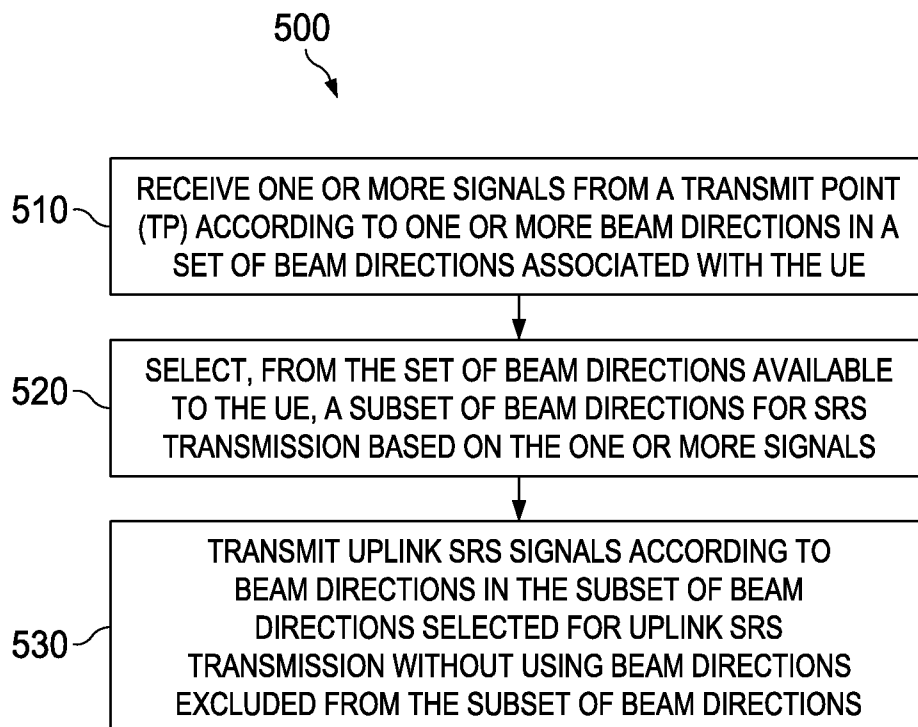 500
510
RECEIVE ONE OR MORE SIGNALS FROM A TRANSMIT POINT
(TP) ACCORDING TO ONE OR MORE BEAM DIRECTIONS IN A
SET OF BEAM DIRECTIONS ASSOCIATED WITH THE UE
520
SELECT, FROM THE SET OF BEAM DIRECTIONS AVAILABLE
TO THE UE, A SUBSET OF BEAM DIRECTIONS FOR SRS
TRANSMISSION BASED ON THE ONE OR MORE SIGNALS
530
TRANSMIT UPLINK SRS SIGNALS ACCORDING TO
BEAM DIRECTIONS IN THE SUBSET OF BEAM
DIRECTIONS SELECTED FOR UPLINK SRS
TRANSMISSION WITHOUT USING BEAM DIRECTIONS
EXCLUDED FROM THE SUBSET OF BEAM DIRECTIONS